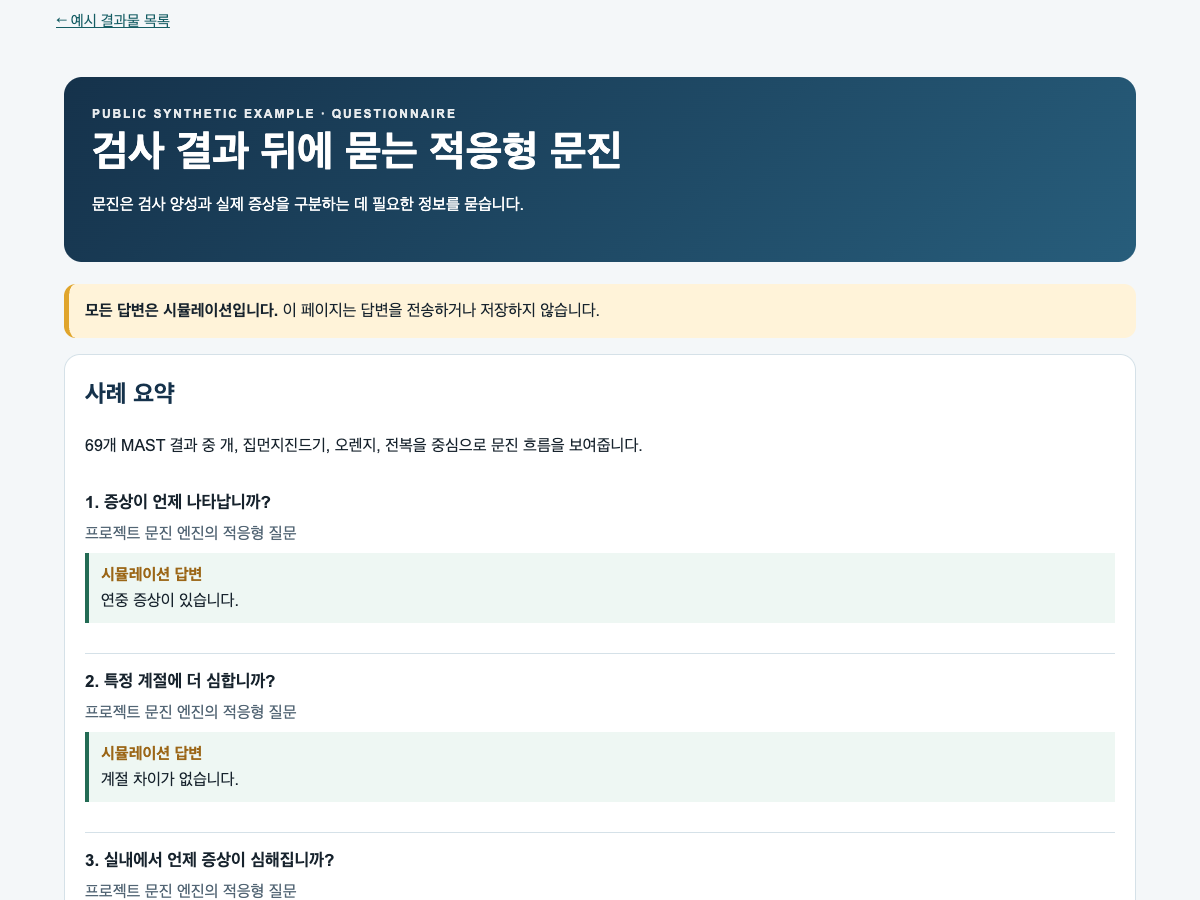 ← 예시 결과물 목록
PUBLIC SYNTHETIC EXAMPLE · QUESTIONNAIRE
검사 결과 뒤에 묻는 적응형 문진
문진은 검사 양성과 실제 증상을 구분하는 데 필요한 정보를 묻습니다.
모든 답변은 시뮬레이션입니다. 이 페이지는 답변을 전송하거나 저장하지 않습니다.
사례 요약
69개 MAST 결과 중 개, 집먼지진드기, 오렌지, 전복을 중심으로 문진 흐름을 보여줍니다.
1. 증상이 언제 나타납니까?
프로젝트 문진 엔진의 적응형 질문
시뮬레이션 답변
연중 증상이 있습니다.
2. 특정 계절에 더 심합니까?
프로젝트 문진 엔진의 적응형 질문
시뮬레이션 답변
계절 차이가 없습니다.
3. 실내에서 언제 증상이 심해집니까?
프로젝트 문진 엔진의 적응형 질문